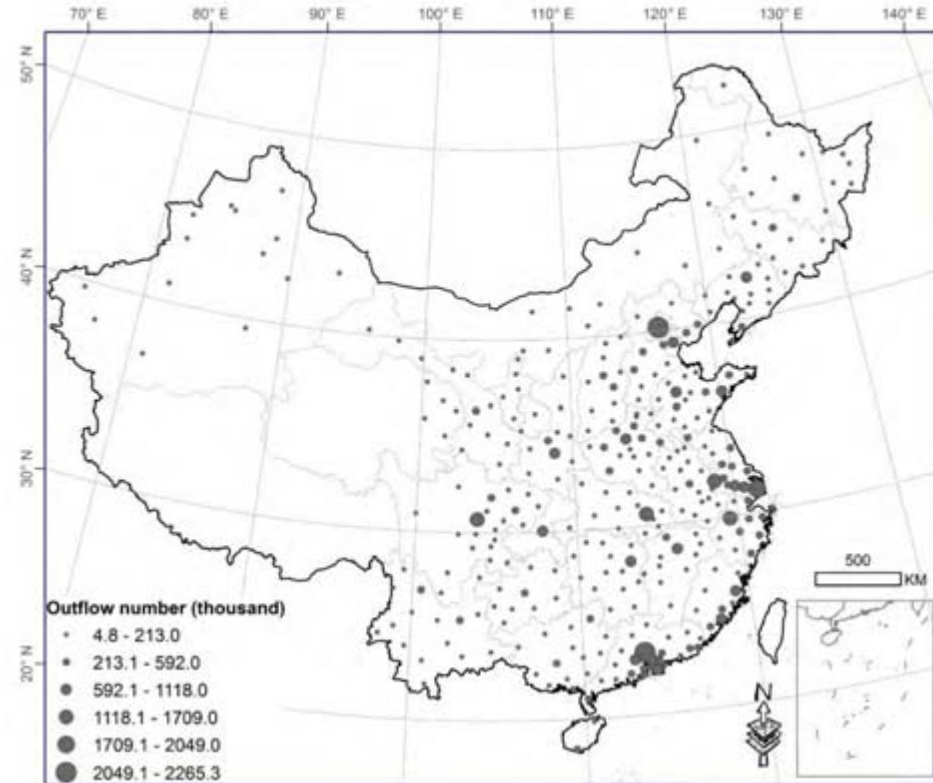 70° E 80° E 90° E 100° E 110° E 120° E 130° E 140° E
50° N
40° N
30° N
20° N
500
KM
Outflow number (thousand)
4.8 - 213.0
213.1 - 592.0
592.1 - 1118.0
1118.1 - 1709.0
1709.1 - 2049.0
2049.1 - 2265.3
N